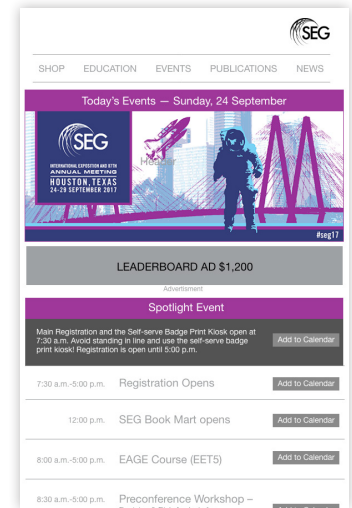 SEG
SHOP EDUCATION EVENTS PUBLICATIONS NEWS
Today's Events — Sunday, 24 September
SEG
INTERNATIONAL EXPOSITION AND 87TH
ANNUAL MEETING
HOUSTON, TEXAS
24-29 SEPTEMBER 2017
Header
#seg17
LEADERBOARD AD $1,200
Advertisment
Spotlight Event
Main Registration and the Self-serve Badge Print Kiosk open at
7:30 a.m. Avoid standing in line and use the self-serve badge
print kiosk! Registration is open until 5:00 p.m.
Add to Calendar
7:30 a.m.-5:00 p.m. Registration Opens Add to Calendar
12:00 p.m. SEG Book Mart opens Add to Calendar
8:00 a.m.-5:00 p.m. EAGE Course (EET5) Add to Calendar
8:30 a.m.-5:00 p.m. Preconference Workshop –